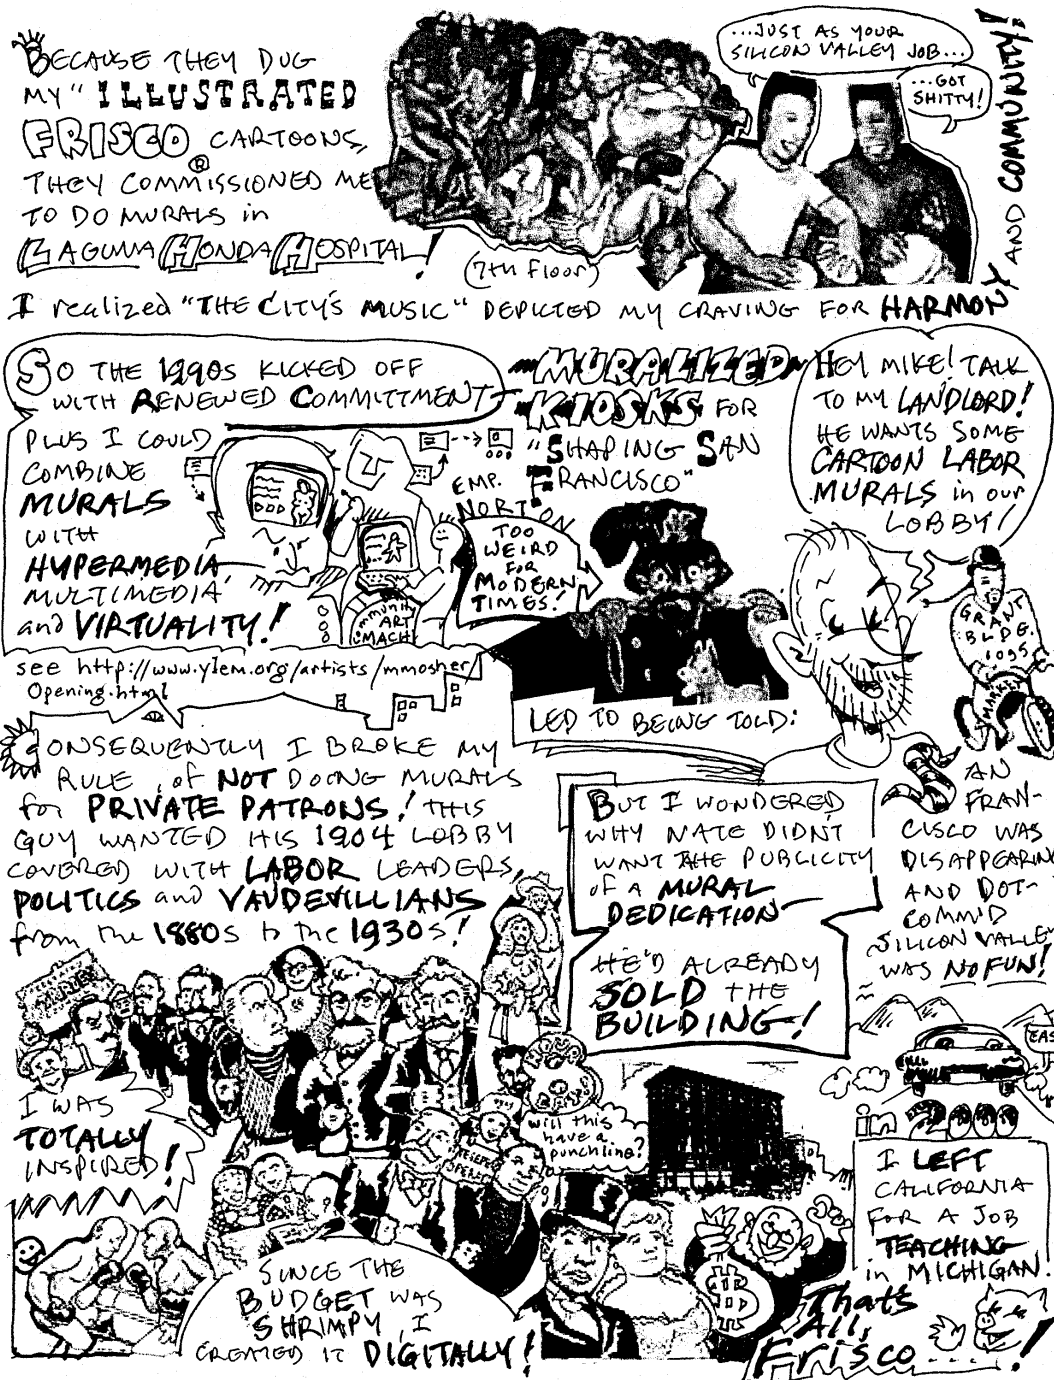 BECAUSE THEY DUG
MY "ILLUSTRATED
FRISCO® CARTOONS,
THEY COMMISSIONED ME
TO DO MURALS in
LAGUNA HONDA HOSPITAL!
(7th Floor)
...JUST AS YOUR
SILICON VALLEY JOB...
...GOT
SHITTY!
I realized "THE CITY'S MUSIC" DEPICTED MY CRAVING FOR HARMONY
AND COMMUNITY!
SO THE 1990s KICKED OFF
WITH RENEWED COMMITTMENT
PLUS I COULD
COMBINE
MURALS
WITH
HYPERMEDIA,
MULTIMEDIA
and VIRTUALITY!
ART
MACH
see http://www.ylem.org/artists/mmosher/
Opening.html
MURALIZED
KIOSKS FOR
"SHAPING SAN
FRANCISCO"
EMP.
NORTON
TOO
WEIRD
FOR
MODERN
TIMES!
LED TO BEING TOLD:
HEY MIKE! TALK
TO MY LANDLORD!
HE WANTS SOME
CARTOON LABOR
MURALS in our
LOBBY!
GRANT
BLDG.
1095
MARKET
CONSEQUENTLY I BROKE MY
RULE of NOT DOING MURALS
for PRIVATE PATRONS! THIS
GUY WANTED HIS 1904 LOBBY
COVERED WITH LABOR LEADERS,
POLITICS and VAUDEVILLIANS
from the 1880s to the 1930s!
I WAS
TOTALLY
INSPIRED!
SINCE THE
BUDGET WAS
SHRIMPY, I
CREATED IT DIGITALLY!
BUT I WONDERED
WHY NATE DIDN'T
WANT THE PUBLICITY
of A MURAL
DEDICATION—
HE'D ALREADY
SOLD THE
BUILDING!
will this
have a
punchline?
$
SAN FRAN-
CISCO WAS
DISAPPEARING
AND DOT-
COMM'D
SILICON VALLEY
WAS NO FUN!
EAST
in 2000
I LEFT
CALIFORNIA
FOR A JOB
TEACHING
in MICHIGAN!
That's
All,
Frisco....!